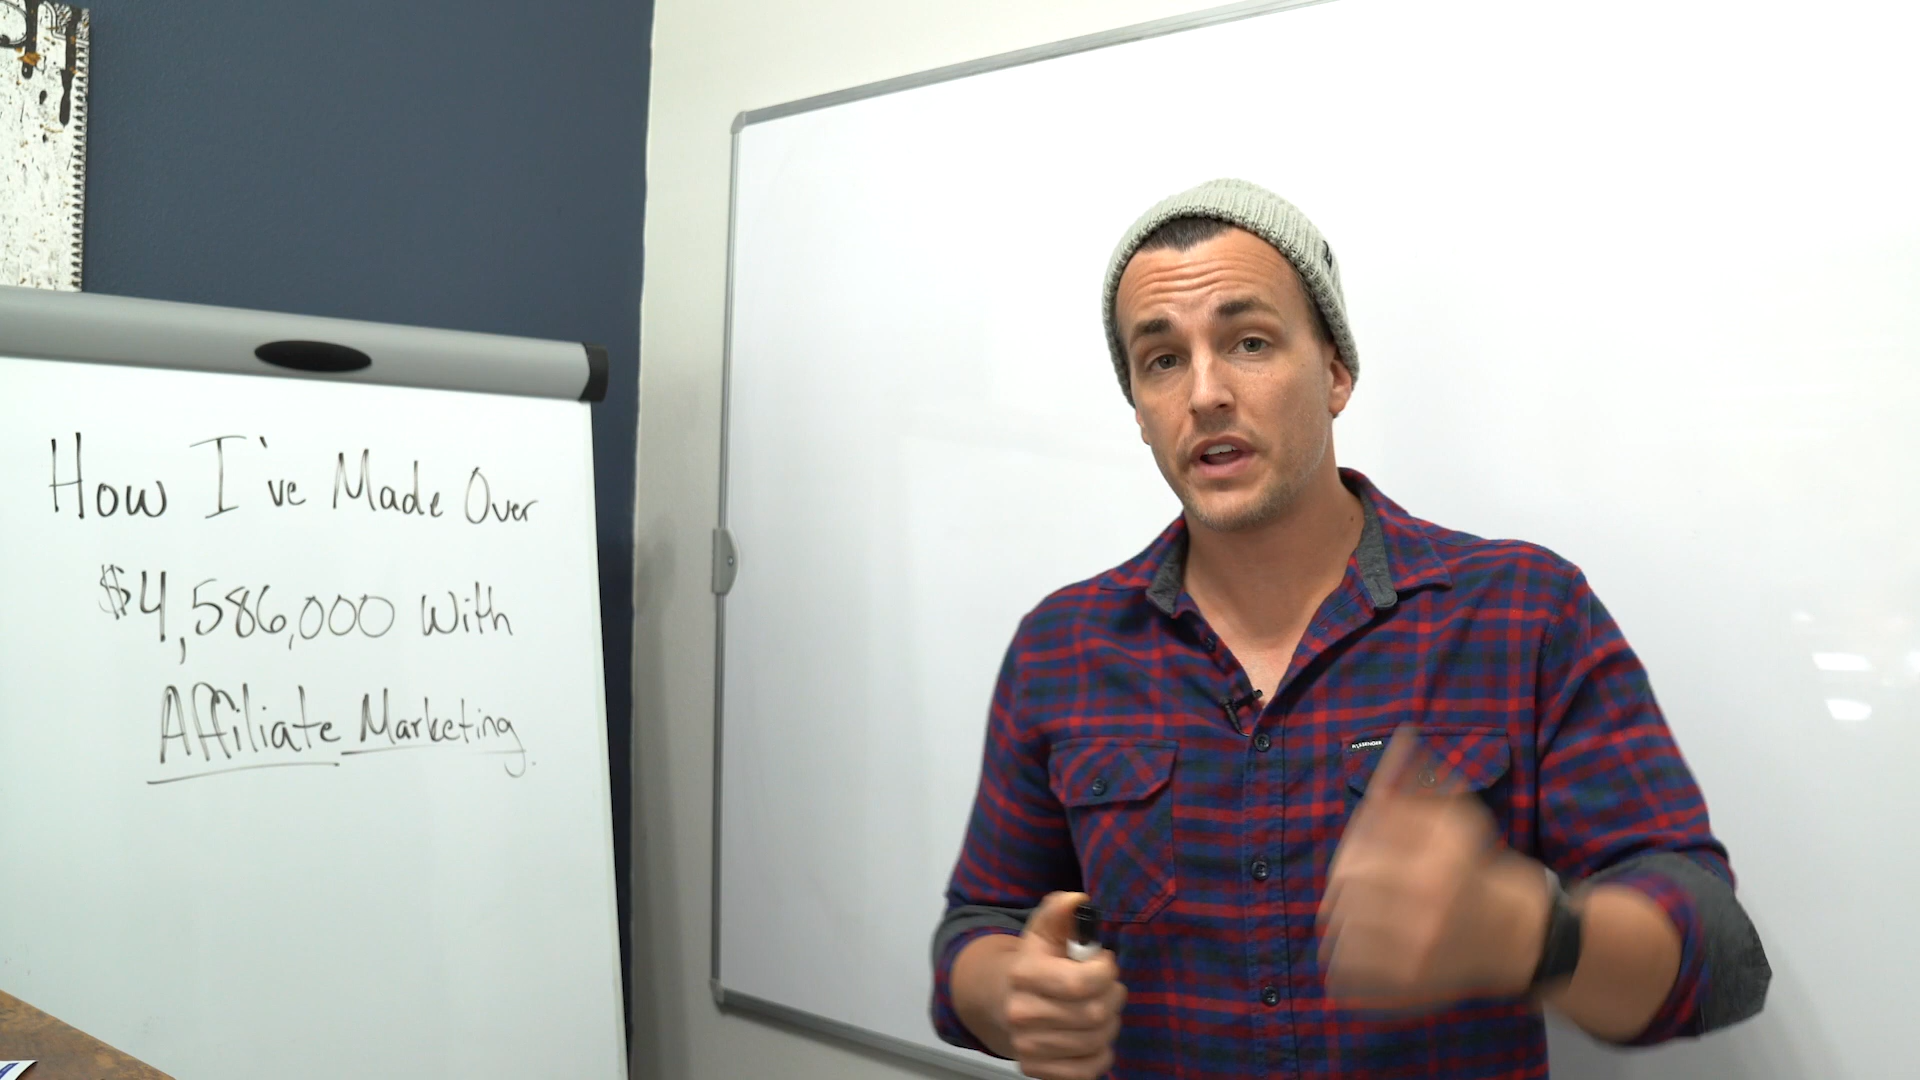 How I've Made Over
$4,586,000 With
Affiliate Marketing.